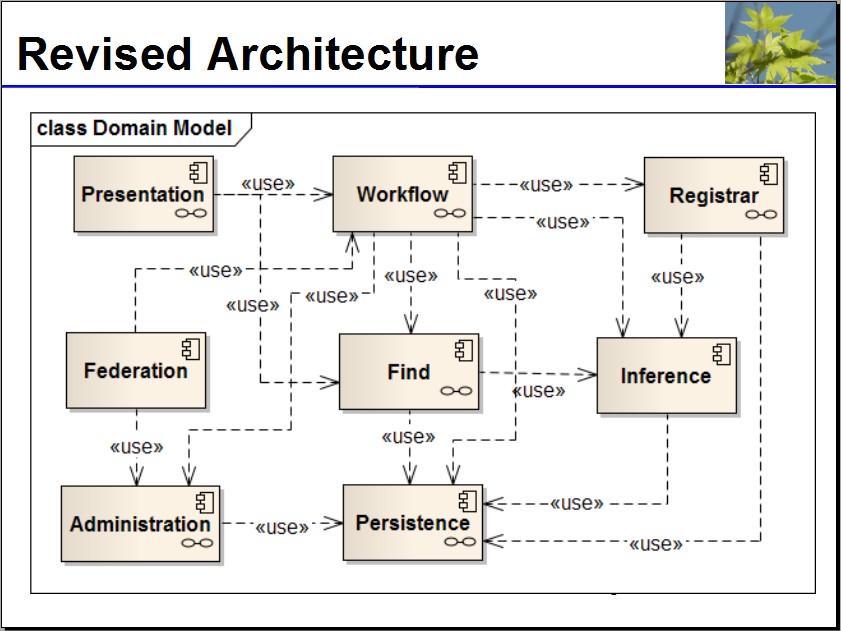 Revised Architecture
class Domain Model
Presentation
«use»
Workflow
«use»
Registrar
«use»
«use»
«use»
«use»
«use»
«use»
«use»
Federation
Find
«use»
Inference
«use»
«use»
Administration
«use»
Persistence
«use»
«use»